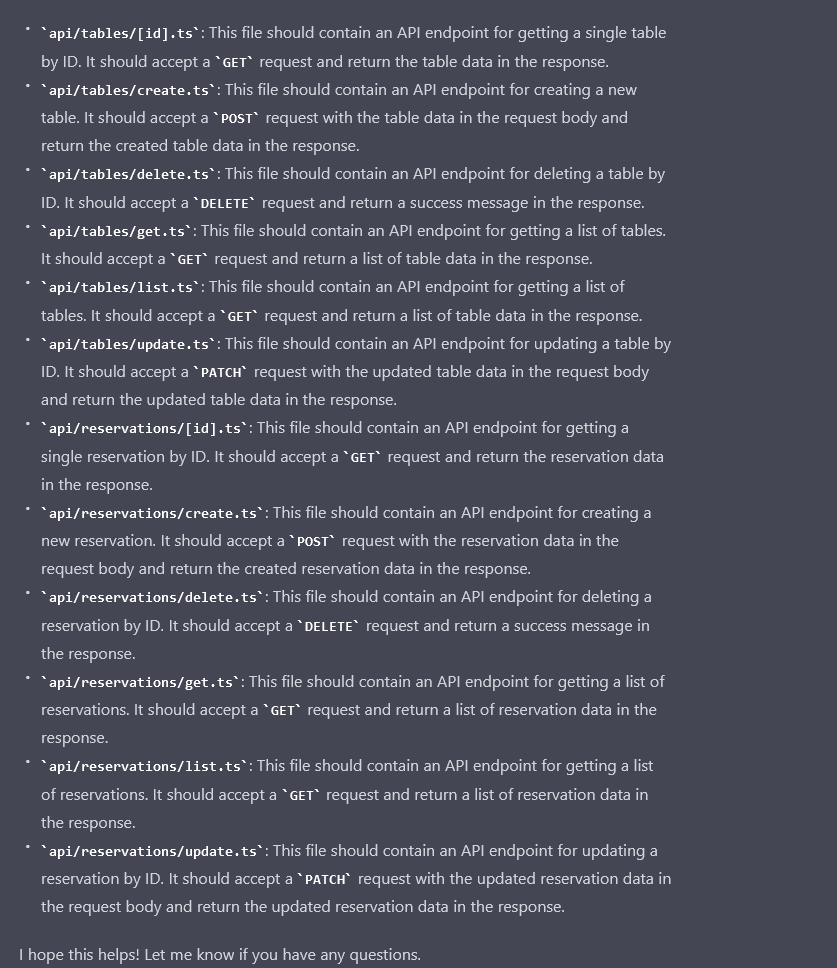 • `api/tables/[id].ts`: This file should contain an API endpoint for getting a single table
by ID. It should accept a `GET` request and return the table data in the response.
• `api/tables/create.ts`: This file should contain an API endpoint for creating a new
table. It should accept a `POST` request with the table data in the request body and
return the created table data in the response.
• `api/tables/delete.ts`: This file should contain an API endpoint for deleting a table by
ID. It should accept a `DELETE` request and return a success message in the response.
• `api/tables/get.ts`: This file should contain an API endpoint for getting a list of tables.
It should accept a `GET` request and return a list of table data in the response.
• `api/tables/list.ts`: This file should contain an API endpoint for getting a list of
tables. It should accept a `GET` request and return a list of table data in the response.
• `api/tables/update.ts`: This file should contain an API endpoint for updating a table by
ID. It should accept a `PATCH` request with the updated table data in the request body
and return the updated table data in the response.
• `api/reservations/[id].ts`: This file should contain an API endpoint for getting a
single reservation by ID. It should accept a `GET` request and return the reservation data
in the response.
• `api/reservations/create.ts`: This file should contain an API endpoint for creating a
new reservation. It should accept a `POST` request with the reservation data in the
request body and return the created reservation data in the response.
• `api/reservations/delete.ts`: This file should contain an API endpoint for deleting a
reservation by ID. It should accept a `DELETE` request and return a success message in
the response.
• `api/reservations/get.ts`: This file should contain an API endpoint for getting a list of
reservations. It should accept a `GET` request and return a list of reservation data in the
response.
• `api/reservations/list.ts`: This file should contain an API endpoint for getting a list
of reservations. It should accept a `GET` request and return a list of reservation data in
the response.
• `api/reservations/update.ts`: This file should contain an API endpoint for updating a
reservation by ID. It should accept a `PATCH` request with the updated reservation data in
the request body and return the updated reservation data in the response.
I hope this helps! Let me know if you have any questions.